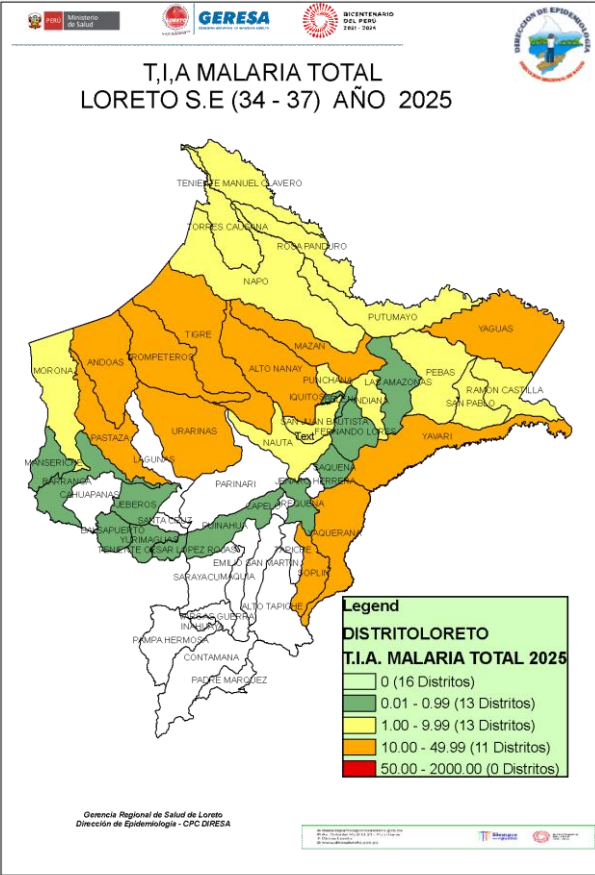 PERÚ
Ministerio de Salud
LORETO
GERESA
BICENTENARIO
DEL PERÚ
2021 - 2024
DIRECCION DE EPIDEMIOLOGIA
T,I,A MALARIA TOTAL
LORETO S.E (34 - 37) AÑO 2025
TENIENTE MANUEL CLAVERO
TORRES CAUSANA
ROSA PANDURO
NAPO
PUTUMAYO
YAGUAS
TIGRE
MAZAN
MORONA
ANDOAS
TROMPETEROS
ALTO NANAY
PUNCHANA
LAS AMAZONAS
PEBAS
RAMON CASTILLA
SAN PABLO
IQUITOS
INDIANA
SAN JUAN BAUTISTA
FERNANDO LORES
Text
YAVARI
PASTAZA
URARINAS
NAUTA
LAGUNAS
MANSERICHE
BARRANCA
CAHUAPANAS
PARINARI
SAQUENA
JENARO HERRERA
JEBEROS
CAPELO
REQUENA
SANTA CRUZ
PUINAHUA
BALSAPUERTO
YURIMAGUAS
YAQUERANA
TENIENTE CESAR LOPEZ ROJAS
TAPICHE
EMILIO SAN MARTIN
SOPLIN
SARAYACU
MAQUIA
ALTO TAPICHE
VARGAS GUERRA
INAHUAYA
PAMPA HERMOSA
CONTAMANA
PADRE MARQUEZ
Legend
DISTRITOLORETO
T.I.A. MALARIA TOTAL 2025
0 (16 Distritos)
0.01 - 0.99 (13 Distritos)
1.00 - 9.99 (13 Distritos)
10.00 - 49.99 (11 Distritos)
50.00 - 2000.00 (0 Distritos)
Gerencia Regional de Salud de Loreto
Dirección de Epidemiología - CPC DIRESA